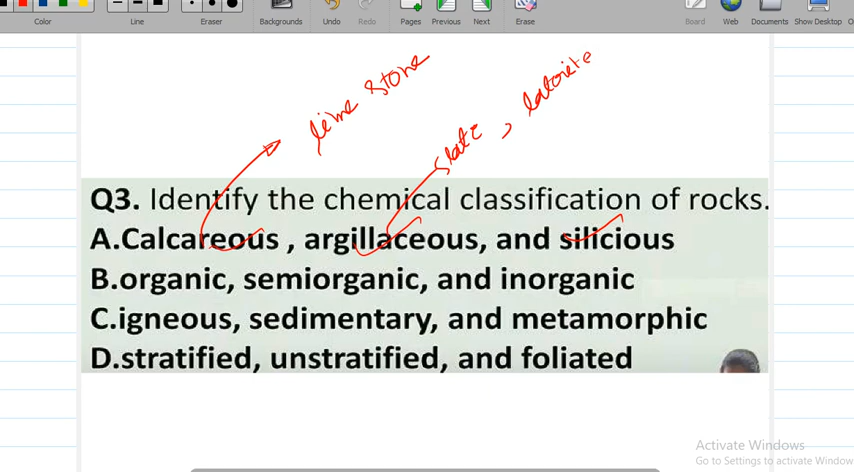 Color
Line
Eraser
Backgrounds
Undo
Redo
Pages
Previous
Next
Erase
Board
Web
Documents
Show Desktop
lime stone
slate , laterite
Q3. Identify the chemical classification of rocks.
A.Calcareous , argillaceous, and silicious
B.organic, semiorganic, and inorganic
C.igneous, sedimentary, and metamorphic
D.stratified, unstratified, and foliated
Activate Windows
Go to Settings to activate Window